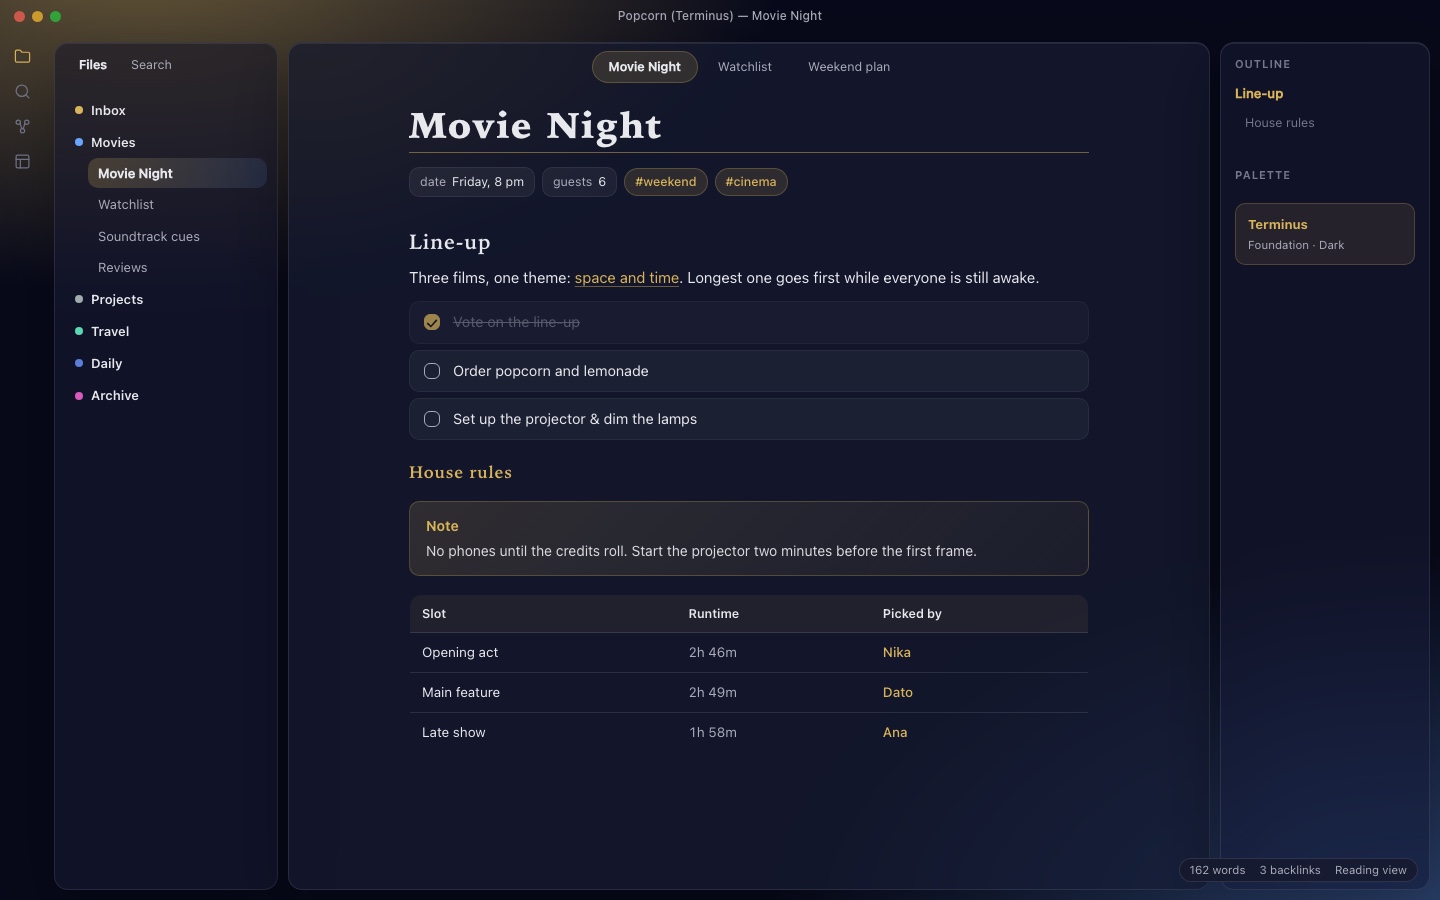 Popcorn (Terminus) — Movie Night
Files Search
Inbox
Movies
Movie Night
Watchlist
Soundtrack cues
Reviews
Projects
Travel
Daily
Archive
Movie Night Watchlist Weekend plan
Movie Night
date Friday, 8 pm guests 6 #weekend #cinema
Line-up
Three films, one theme: space and time. Longest one goes first while everyone is still awake.
Vote on the line-up
Order popcorn and lemonade
Set up the projector & dim the lamps
House rules
Note
No phones until the credits roll. Start the projector two minutes before the first frame.
Slot Runtime Picked by
Opening act 2h 46m Nika
Main feature 2h 49m Dato
Late show 1h 58m Ana
OUTLINE
Line-up
House rules
PALETTE
Terminus
Foundation · Dark
162 words 3 backlinks Reading view